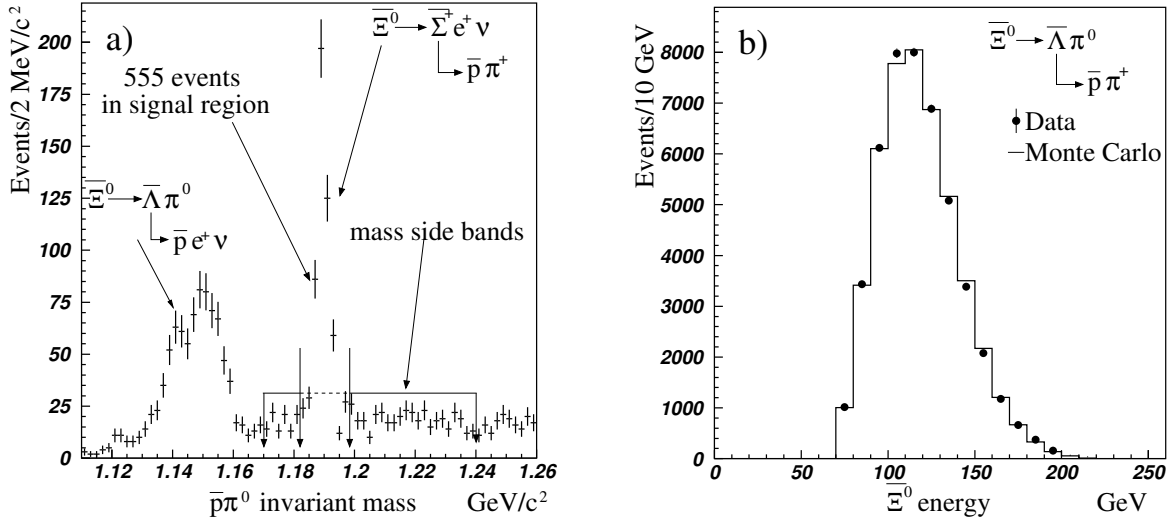 a)
Events/2 MeV/c²
200
175
150
125
100
75
50
25
0
Ξ̅⁰ → Σ̅⁺ e⁺ ν
p̅ π⁺
555 events
in signal region
Ξ̅⁰ → Λ̅ π⁰
p̅ e⁺ ν
mass side bands
1.12 1.14 1.16 1.18 1.2 1.22 1.24 1.26
p̅π⁰ invariant mass GeV/c²
b)
Events/10 GeV
8000
7000
6000
5000
4000
3000
2000
1000
0
Ξ̅⁰ → Λ̅ π⁰
p̅ π⁺
Data
Monte Carlo
0 50 100 150 200 250
Ξ̅⁰ energy GeV